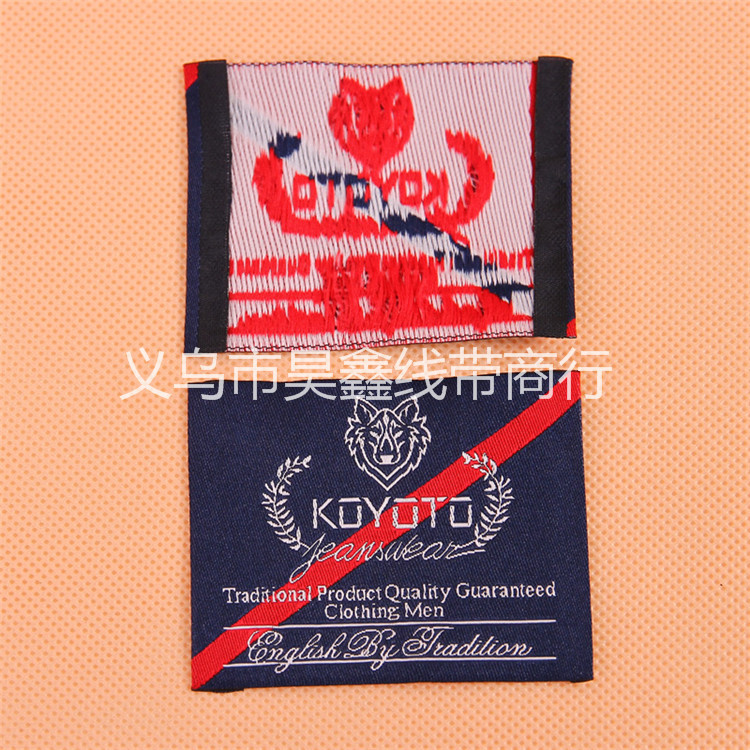 KOYOTO
义乌市昊鑫线带商行
KOYOTO
Jeanswear
Traditional Product Quality Guaranteed
Clothing Men
English By Tradition